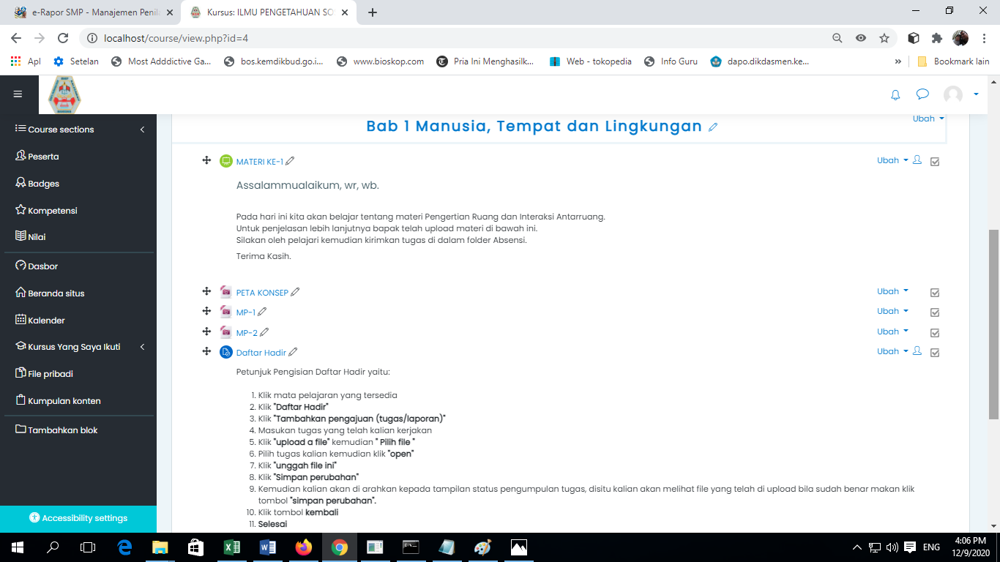 e-Rapor SMP - Manajemen Penila
Kursus: ILMU PENGETAHUAN SOS
localhost/course/view.php?id=4
Apl
Setelan
Most Adddictive Ga...
bos.kemdikbud.go.i...
www.bioskop.com
Pria Ini Menghasilk...
Web - tokopedia
Info Guru
dapo.dikdasmen.ke...
»
Bookmark lain
Course sections
Peserta
Badges
Kompetensi
Nilai
Dasbor
Beranda situs
Kalender
Kursus Yang Saya Ikuti
File pribadi
Kumpulan konten
Tambahkan blok
Accessibility settings
Ubah
Bab 1 Manusia, Tempat dan Lingkungan
MATERI KE-1 Ubah
Assalammualaikum, wr, wb.
Pada hari ini kita akan belajar tentang materi Pengertian Ruang dan Interaksi Antarruang.
Untuk penjelasan lebih lanjutnya bapak telah upload materi di bawah ini.
Silakan oleh pelajari kemudian kirimkan tugas di dalam folder Absensi.
Terima Kasih.
PETA KONSEP Ubah
MP-1 Ubah
MP-2 Ubah
Daftar Hadir Ubah
Petunjuk Pengisian Daftar Hadir yaitu:
1. Klik mata pelajaran yang tersedia
2. Klik "Daftar Hadir"
3. Klik "Tambahkan pengajuan (tugas/laporan)"
4. Masukan tugas yang telah kalian kerjakan
5. Klik "upload a file" kemudian " Pilih file "
6. Pilih tugas kalian kemudian klik "open"
7. Klik "unggah file ini"
8. Klik "Simpan perubahan"
9. Kemudian kalian akan di arahkan kepada tampilan status pengumpulan tugas, disitu kalian akan melihat file yang telah di upload bila sudah benar makan klik
tombol "simpan perubahan".
10. Klik tombol kembali
11. Selesai
ENG
4:06 PM
12/9/2020